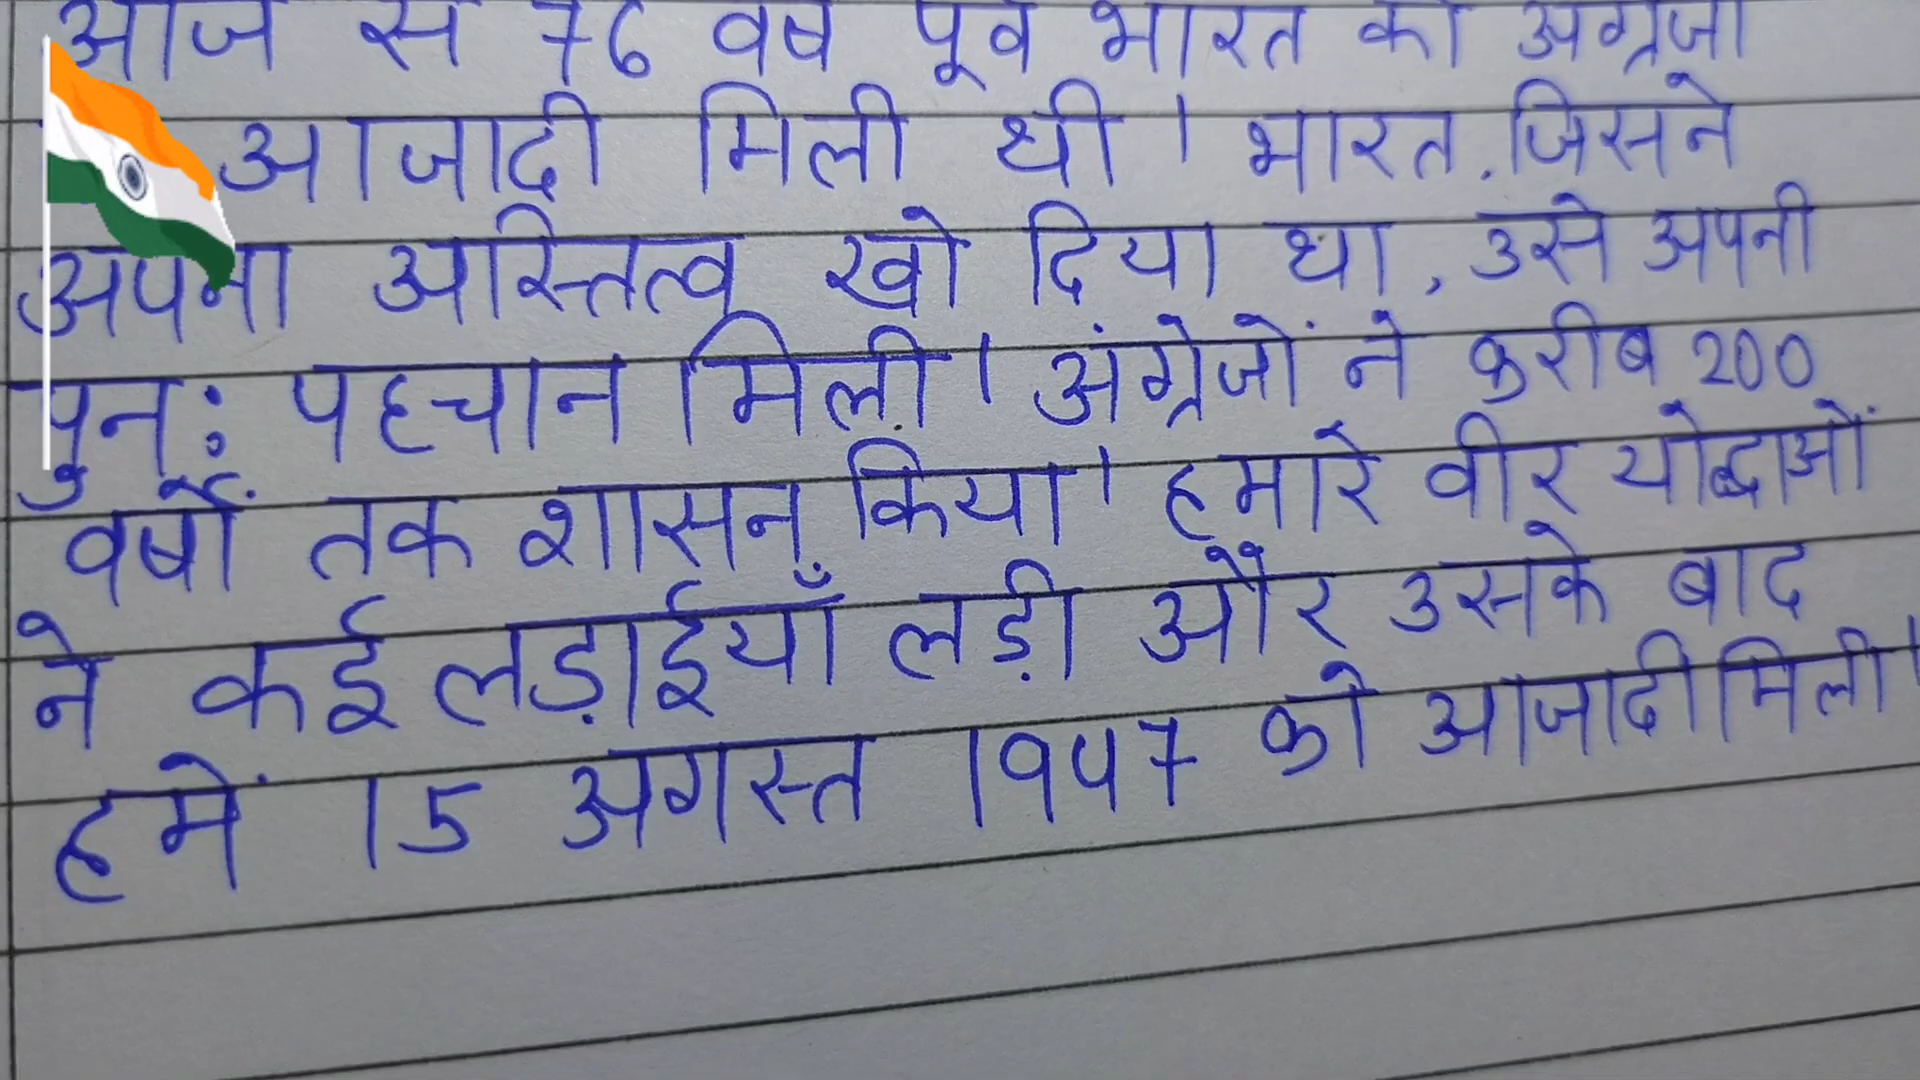 आज से 76 वर्ष पूर्व भारत को अंग्रेजों
आजादी मिली थी। भारत, जिसने
अपना अस्तित्व खो दिया था, उसे अपनी
पुनः पहचान मिली। अंग्रेजों ने करीब 200
वर्षों तक शासन किया। हमारे वीर योद्धाओं
ने कई लड़ाईयाँ लड़ी और उसके बाद
हमें 15 अगस्त 1947 को आजादी मिली।